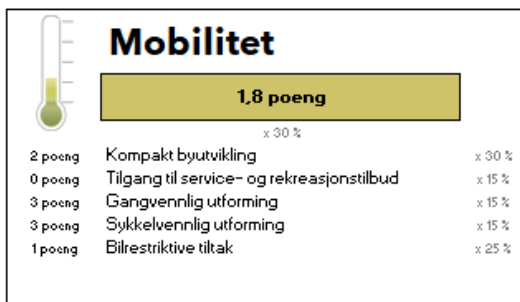 Mobilitet
1,8 poeng
x 30 %
2 poeng Kompakt byutvikling x 30 %
0 poeng Tilgang til service- og rekreasjonstilbud x 15 %
3 poeng Gangvennlig utforming x 15 %
3 poeng Sykkelvennlig utforming x 15 %
1 poeng Bilrestriktive tiltak x 25 %